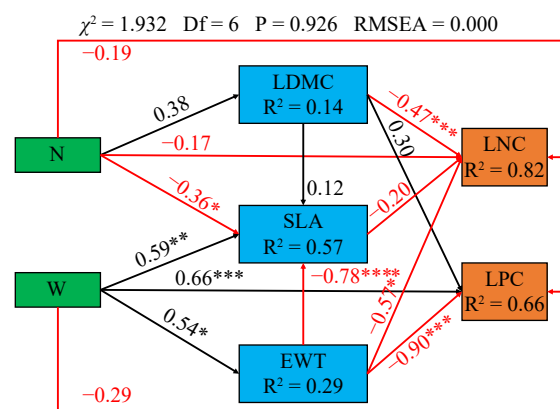 χ² = 1.932 Df = 6 P = 0.926 RMSEA = 0.000
−0.19
LDMC
R² = 0.14
0.38
−0.47***
0.30
N
−0.17
LNC
R² = 0.82
−0.36*
0.12
−0.20
SLA
R² = 0.57
0.59**
0.66***
−0.78****
−0.57*
W
LPC
R² = 0.66
0.54*
−0.90***
EWT
R² = 0.29
−0.29